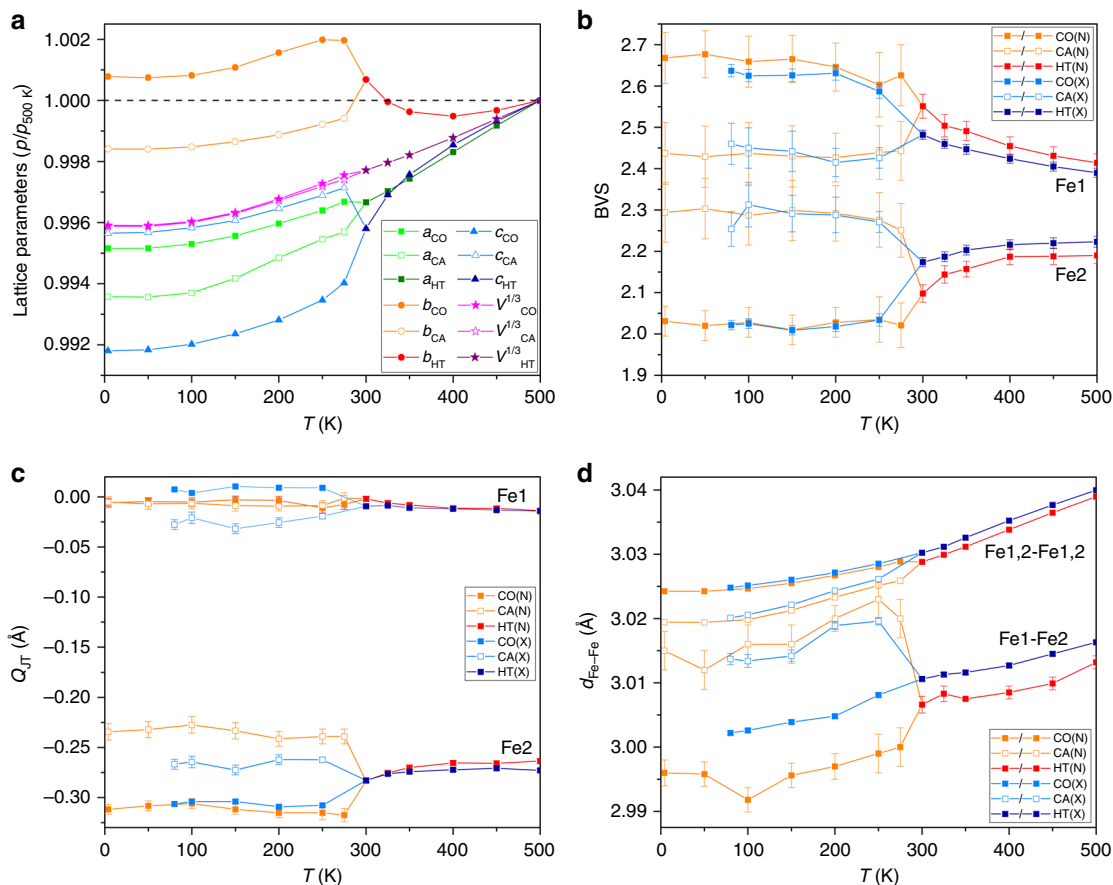 a
1.002
1.000
0.998
0.996
0.994
0.992
Lattice parameters (p/p500 K)
0 100 200 300 400 500
T (K)
aCO
aCA
aHT
bCO
bCA
bHT
cCO
cCA
cHT
V1/3CO
V1/3CA
V1/3HT
b
2.7
2.6
2.5
2.4
2.3
2.2
2.1
2.0
1.9
BVS
0 100 200 300 400 500
T (K)
/ CO(N)
/ CA(N)
/ HT(N)
/ CO(X)
/ CA(X)
/ HT(X)
Fe1
Fe2
c
0.00
−0.05
−0.10
−0.15
−0.20
−0.25
−0.30
QJT (Å)
0 100 200 300 400 500
T (K)
Fe1
CO(N)
CA(N)
HT(N)
CO(X)
CA(X)
HT(X)
Fe2
d
3.04
3.03
3.02
3.01
3.00
2.99
dFe–Fe (Å)
0 100 200 300 400 500
T (K)
Fe1,2-Fe1,2
Fe1-Fe2
/ CO(N)
/ CA(N)
/ HT(N)
/ CO(X)
/ CA(X)
/ HT(X)